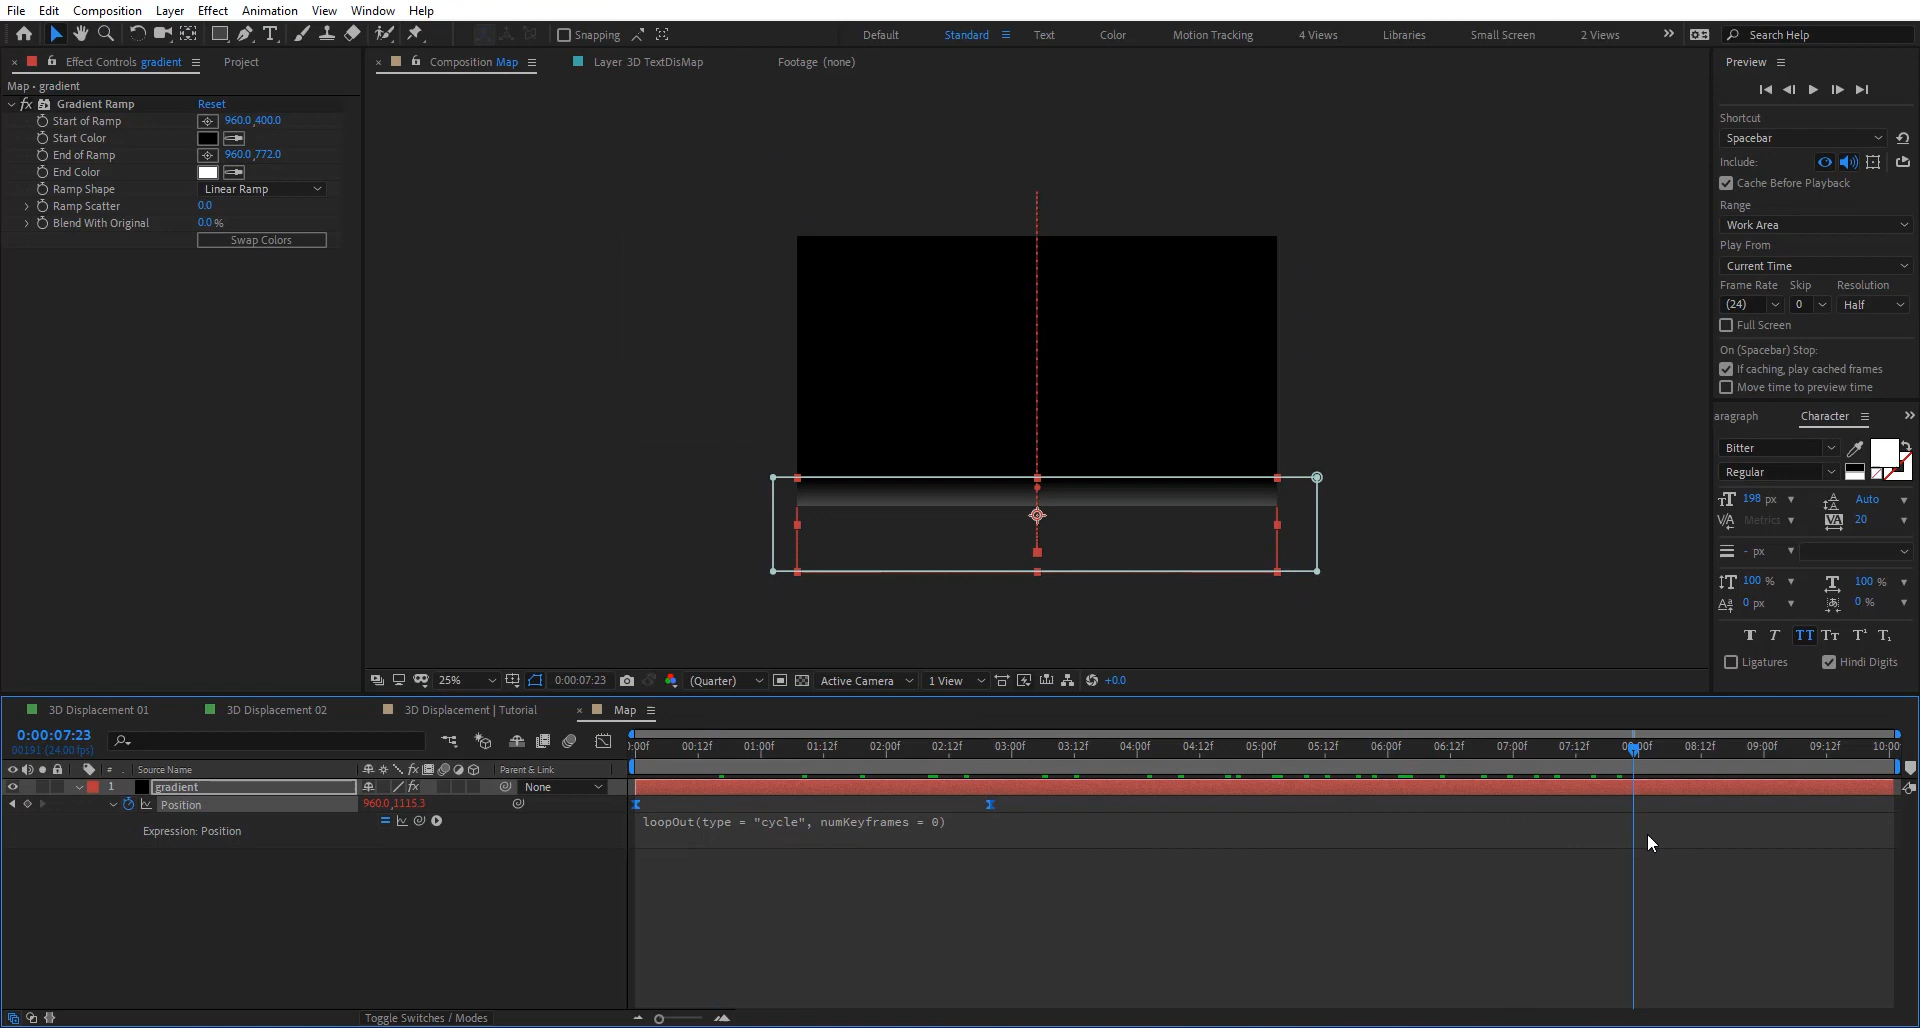 File Edit Composition Layer Effect Animation View Window Help
Snapping Default Standard Text Color Motion Tracking 4 Views Libraries Small Screen 2 Views Search Help
Effect Controls gradient Project
Map • gradient
fx Gradient Ramp Reset
Start of Ramp 960.0 ,400.0
Start Color
End of Ramp 960.0 ,772.0
End Color
Ramp Shape Linear Ramp
Ramp Scatter 0.0
Blend With Original 0.0 %
Swap Colors
Composition Map Layer 3D TextDisMap Footage (none)
25% 0:00:07:23 (Quarter) Active Camera 1 View +0.0
Preview
Shortcut
Spacebar
Include:
Cache Before Playback
Range
Work Area
Play From
Current Time
Frame Rate Skip Resolution
(24) 0 Half
Full Screen
On (Spacebar) Stop:
If caching, play cached frames
Move time to preview time
aragraph Character
Bitter
Regular
198 px Auto
Metrics 20
- px
100 % 100 %
0 px 0 %
Ligatures Hindi Digits
3D Displacement 01 3D Displacement 02 3D Displacement | Tutorial Map
0:00:07:23
00191 (24.00 fps)
):00f 00:12f 01:00f 01:12f 02:00f 02:12f 03:00f 03:12f 04:00f 04:12f 05:00f 05:12f 06:00f 06:12f 07:00f 07:12f 08:12f 09:00f 09:12f 10:00
# Source Name Parent & Link
1 gradient None
Position 960.0,1115.3
Expression: Position
loopOut(type = "cycle", numKeyframes = 0)
Toggle Switches / Modes